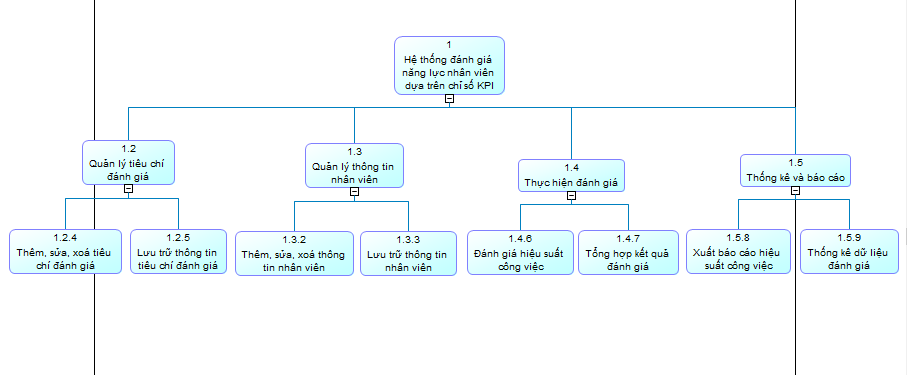 1
Hệ thống đánh giá
năng lực nhân viên
dựa trên chỉ số KPI
1.2
Quản lý tiêu chí
đánh giá
1.3
Quản lý thông tin
nhân viên
1.4
Thực hiện đánh giá
1.5
Thống kê và báo cáo
1.2.4
Thêm, sửa, xoá tiêu
chí đánh giá
1.2.5
Lưu trữ thông tin
tiêu chí đánh giá
1.3.2
Thêm, sửa, xoá thông
tin nhân viên
1.3.3
Lưu trữ thông tin
nhân viên
1.4.6
Đánh giá hiệu suất
công việc
1.4.7
Tổng hợp kết quả
đánh giá
1.5.8
Xuất báo cáo hiệu
suất công việc
1.5.9
Thống kê dữ liệu
đánh giá